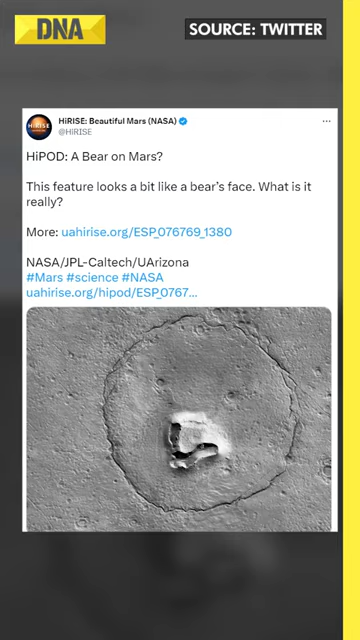 DNA
SOURCE: TWITTER
HiRISE: Beautiful Mars (NASA)
@HiRISE
HiPOD: A Bear on Mars?
This feature looks a bit like a bear's face. What is it
really?
More: uahirise.org/ESP_076769_1380
NASA/JPL-Caltech/UArizona
#Mars #science #NASA
uahirise.org/hipod/ESP_0767...